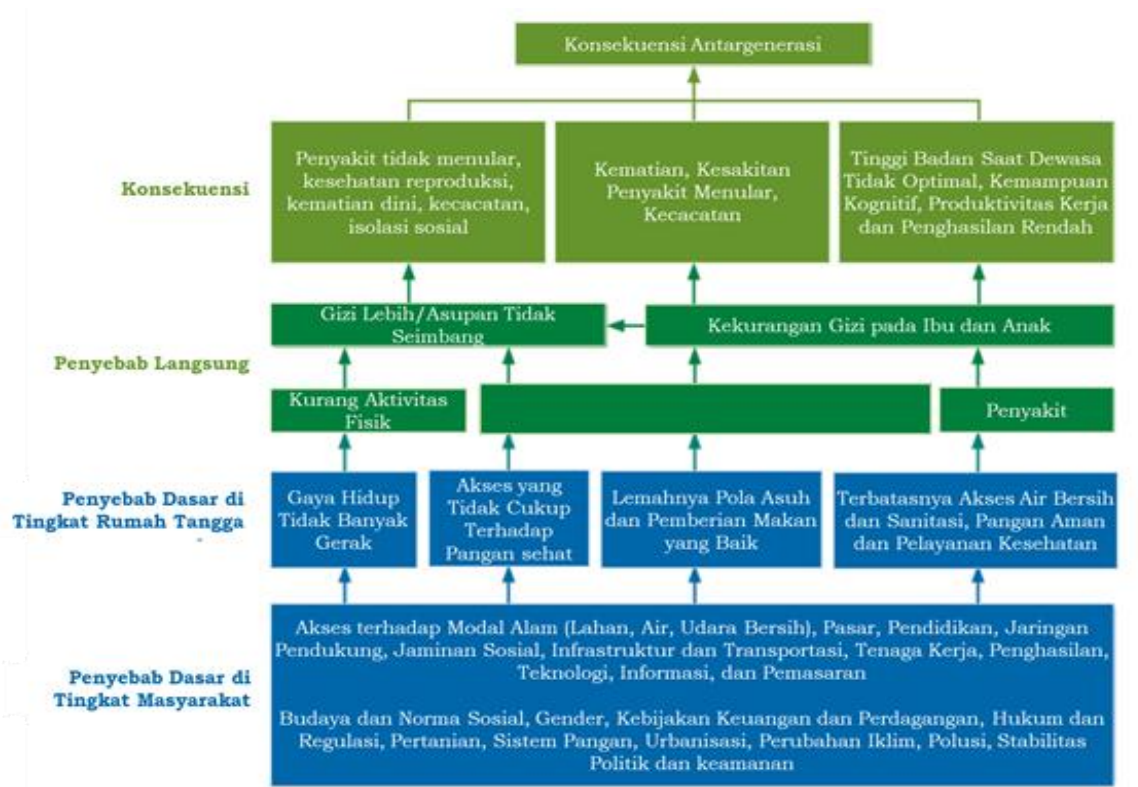 Konsekuensi Antargenerasi
Konsekuensi
Penyakit tidak menular,
kesehatan reproduksi,
kematian dini, kecacatan,
isolasi sosial
Kematian, Kesakitan
Penyakit Menular,
Kecacatan
Tinggi Badan Saat Dewasa
Tidak Optimal, Kemampuan
Kognitif, Produktivitas Kerja
dan Penghasilan Rendah
Penyebab Langsung
Gizi Lebih/Asupan Tidak
Seimbang
Kekurangan Gizi pada Ibu dan Anak
Kurang Aktivitas
Fisik
Penyakit
Penyebab Dasar di
Tingkat Rumah Tangga
Gaya Hidup
Tidak Banyak
Gerak
Akses yang
Tidak Cukup
Terhadap
Pangan sehat
Lemahnya Pola Asuh
dan Pemberian Makan
yang Baik
Terbatasnya Akses Air Bersih
dan Sanitasi, Pangan Aman
dan Pelayanan Kesehatan
Penyebab Dasar di
Tingkat Masyarakat
Akses terhadap Modal Alam (Lahan, Air, Udara Bersih), Pasar, Pendidikan, Jaringan
Pendukung, Jaminan Sosial, Infrastruktur dan Transportasi, Tenaga Kerja, Penghasilan,
Teknologi, Informasi, dan Pemasaran
Budaya dan Norma Sosial, Gender, Kebijakan Keuangan dan Perdagangan, Hukum dan
Regulasi, Pertanian, Sistem Pangan, Urbanisasi, Perubahan Iklim, Polusi, Stabilitas
Politik dan keamanan